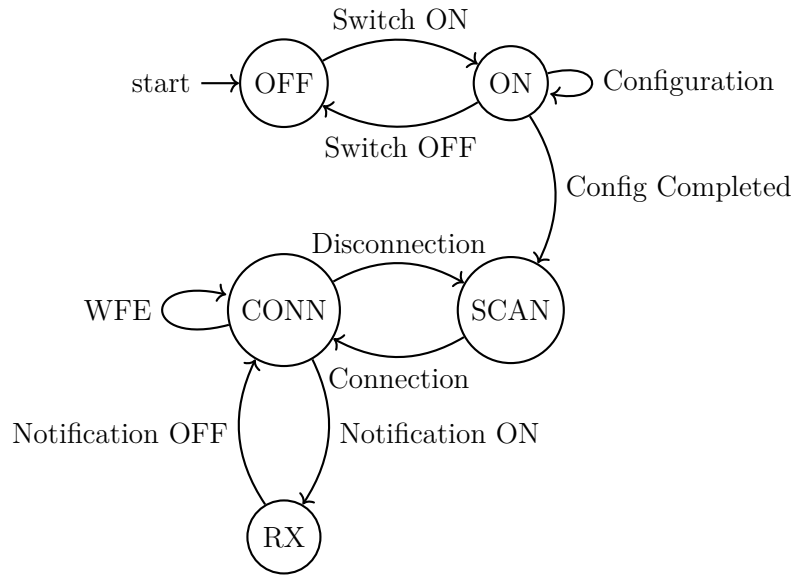 Switch ON
start
OFF
ON
Configuration
Switch OFF
Config Completed
Disconnection
WFE
CONN
SCAN
Connection
Notification OFF
Notification ON
RX